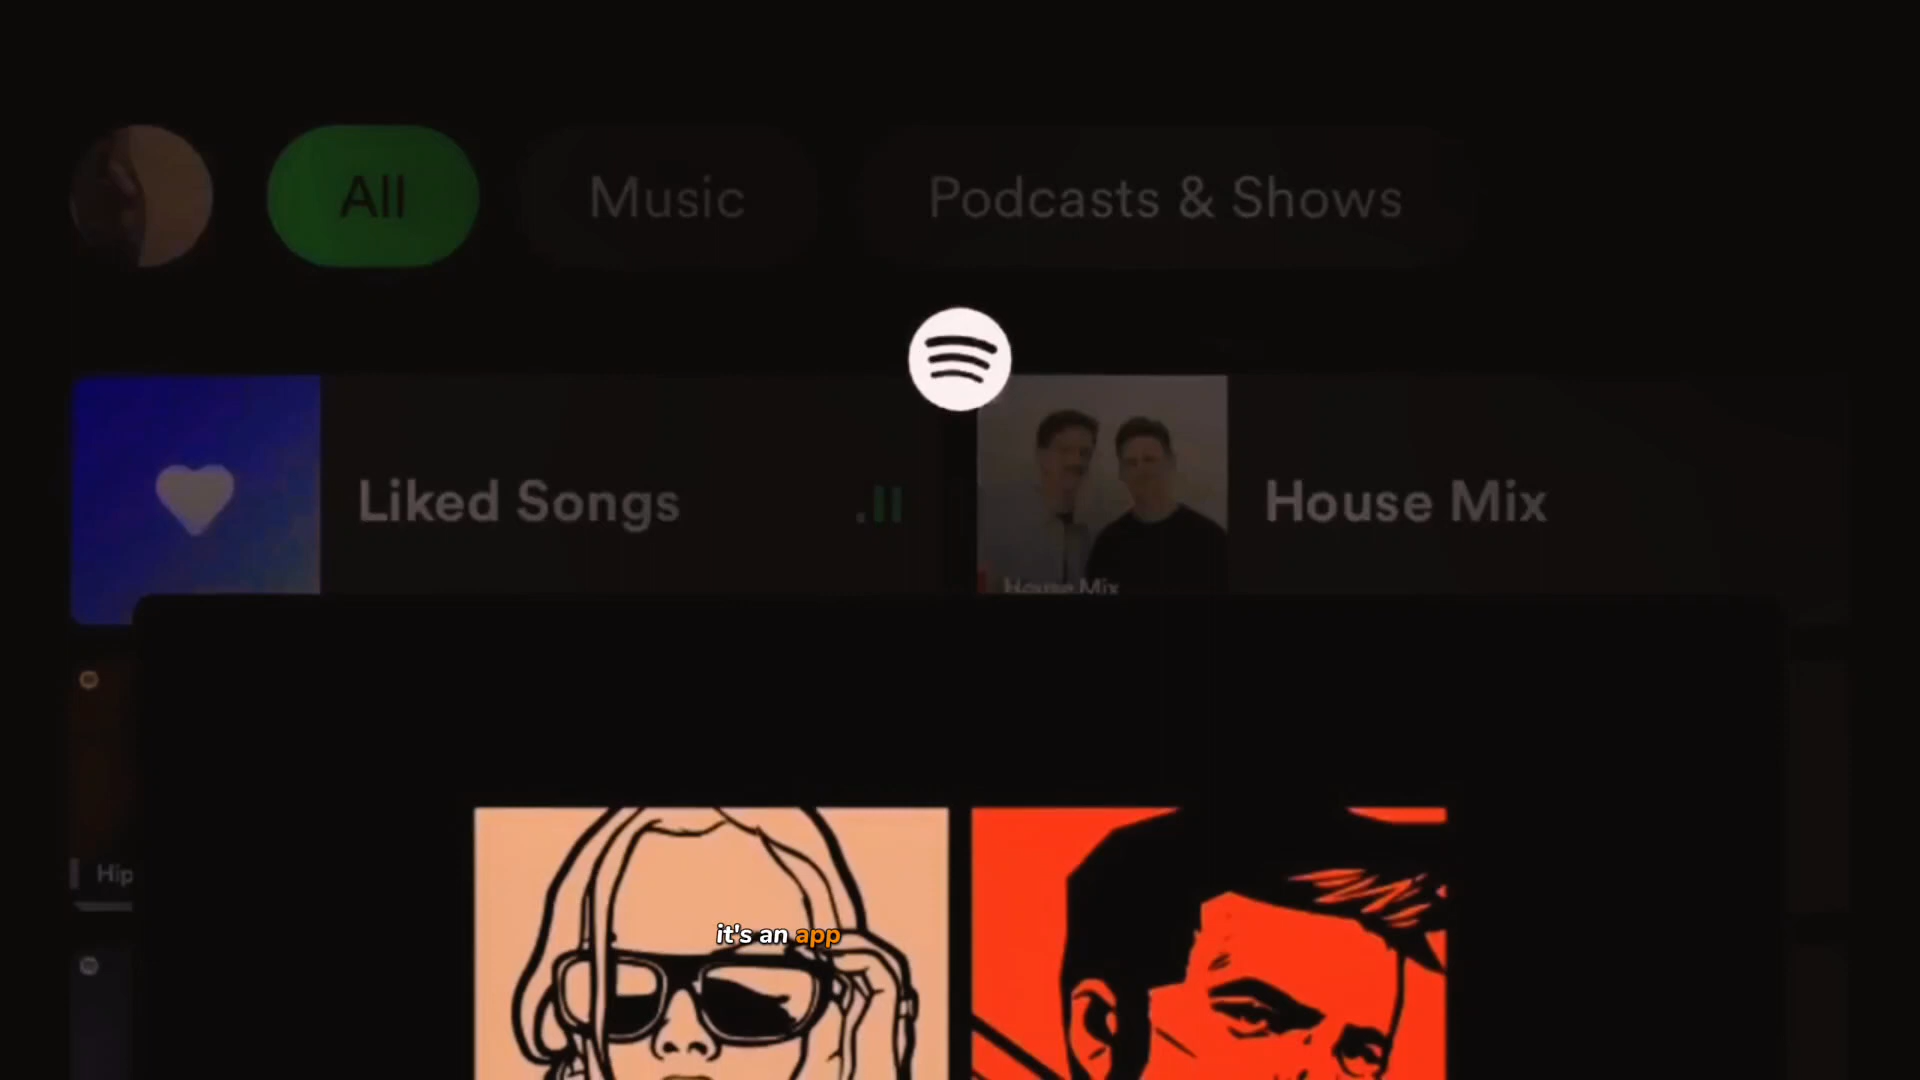 All
Music
Podcasts & Shows
Liked Songs
House Mix
House Mix
Hip
it's an app